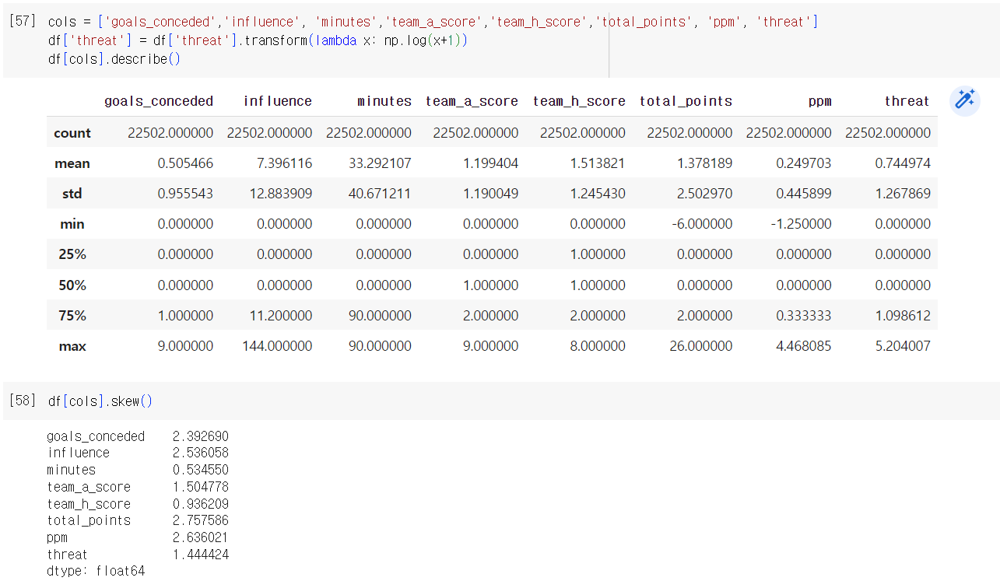 [57] cols = ['goals_conceded','influence', 'minutes','team_a_score','team_h_score','total_points', 'ppm', 'threat']
df['threat'] = df['threat'].transform(lambda x: np.log(x+1))
df[cols].describe()
goals_conceded influence minutes team_a_score team_h_score total_points ppm threat
count 22502.000000 22502.000000 22502.000000 22502.000000 22502.000000 22502.000000 22502.000000 22502.000000
mean 0.505466 7.396116 33.292107 1.199404 1.513821 1.378189 0.249703 0.744974
std 0.955543 12.883909 40.671211 1.190049 1.245430 2.502970 0.445899 1.267869
min 0.000000 0.000000 0.000000 0.000000 0.000000 -6.000000 -1.250000 0.000000
25% 0.000000 0.000000 0.000000 0.000000 1.000000 0.000000 0.000000 0.000000
50% 0.000000 0.000000 0.000000 1.000000 1.000000 0.000000 0.000000 0.000000
75% 1.000000 11.200000 90.000000 2.000000 2.000000 2.000000 0.333333 1.098612
max 9.000000 144.000000 90.000000 9.000000 8.000000 26.000000 4.468085 5.204007
[58] df[cols].skew()
goals_conceded 2.392690
influence 2.536058
minutes 0.534550
team_a_score 1.504778
team_h_score 0.936209
total_points 2.757586
ppm 2.636021
threat 1.444424
dtype: float64